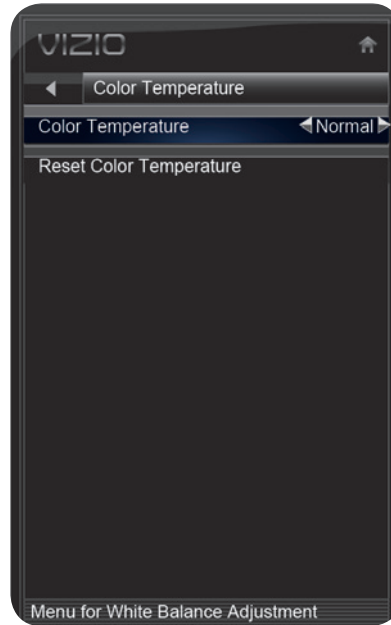 VIZIO
Color Temperature
Color Temperature Normal
Reset Color Temperature
Menu for White Balance Adjustment